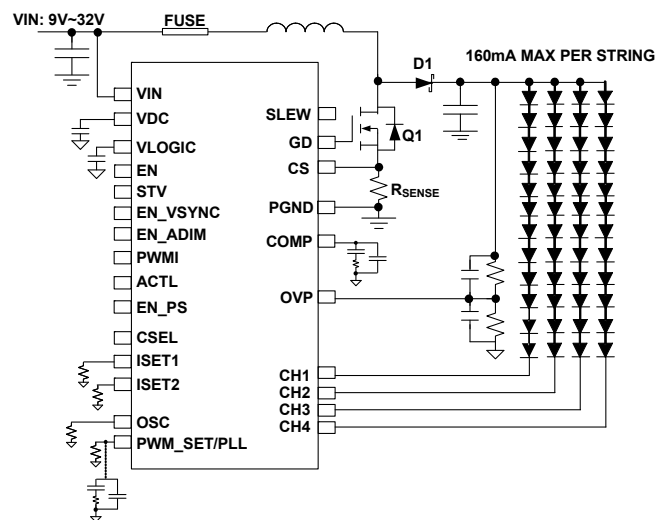 VIN: 9V~32V
FUSE
D1
160mA MAX PER STRING
VIN
VDC
VLOGIC
EN
STV
EN_VSYNC
EN_ADIM
PWMI
ACTL
EN_PS
CSEL
ISET1
ISET2
OSC
PWM_SET/PLL
SLEW
GD
Q1
CS
RSENSE
PGND
COMP
OVP
CH1
CH2
CH3
CH4